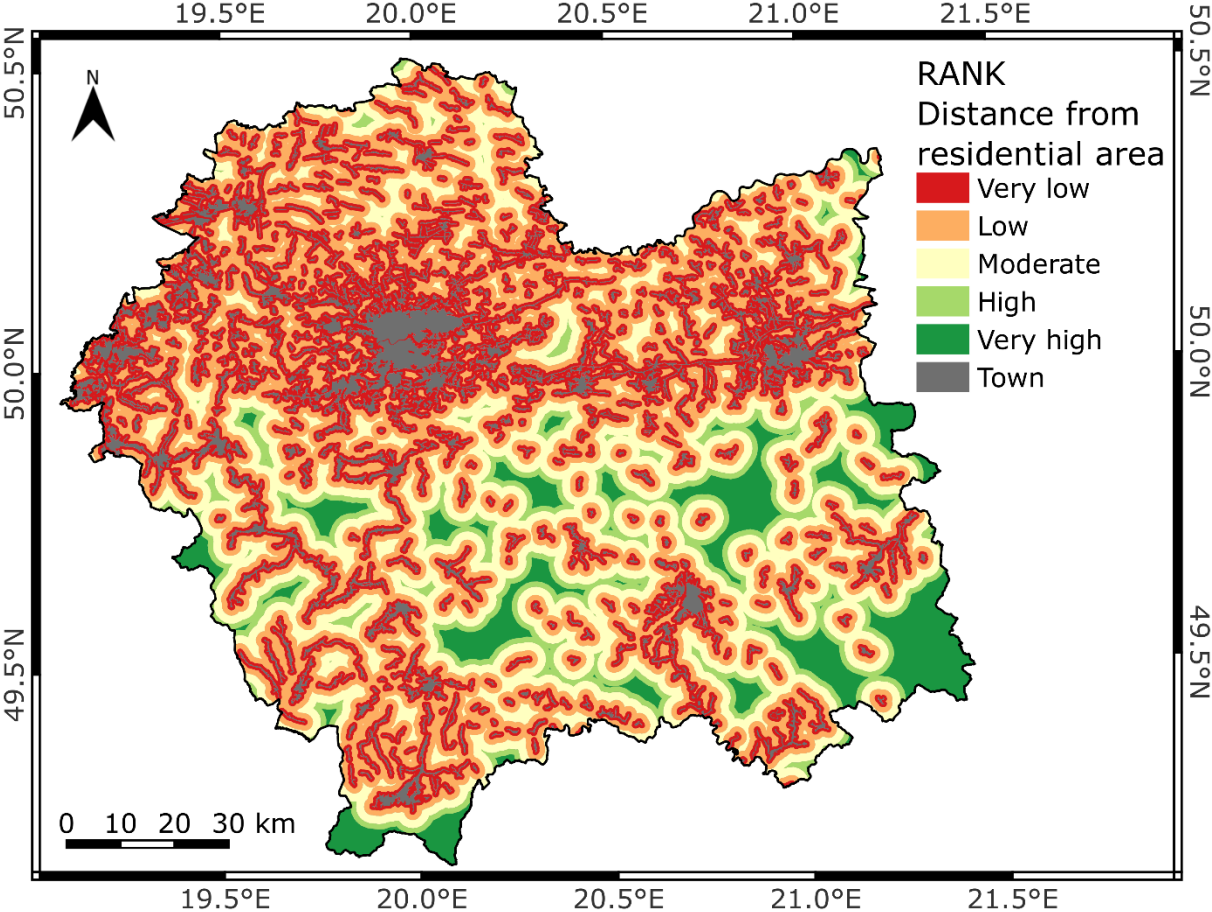 19.5°E 20.0°E 20.5°E 21.0°E 21.5°E
50.5°N
50.5°N
N
RANK
Distance from
residential area
Very low
Low
Moderate
High
Very high
Town
50.0°N
50.0°N
49.5°N
49.5°N
0 10 20 30 km
19.5°E 20.0°E 20.5°E 21.0°E 21.5°E